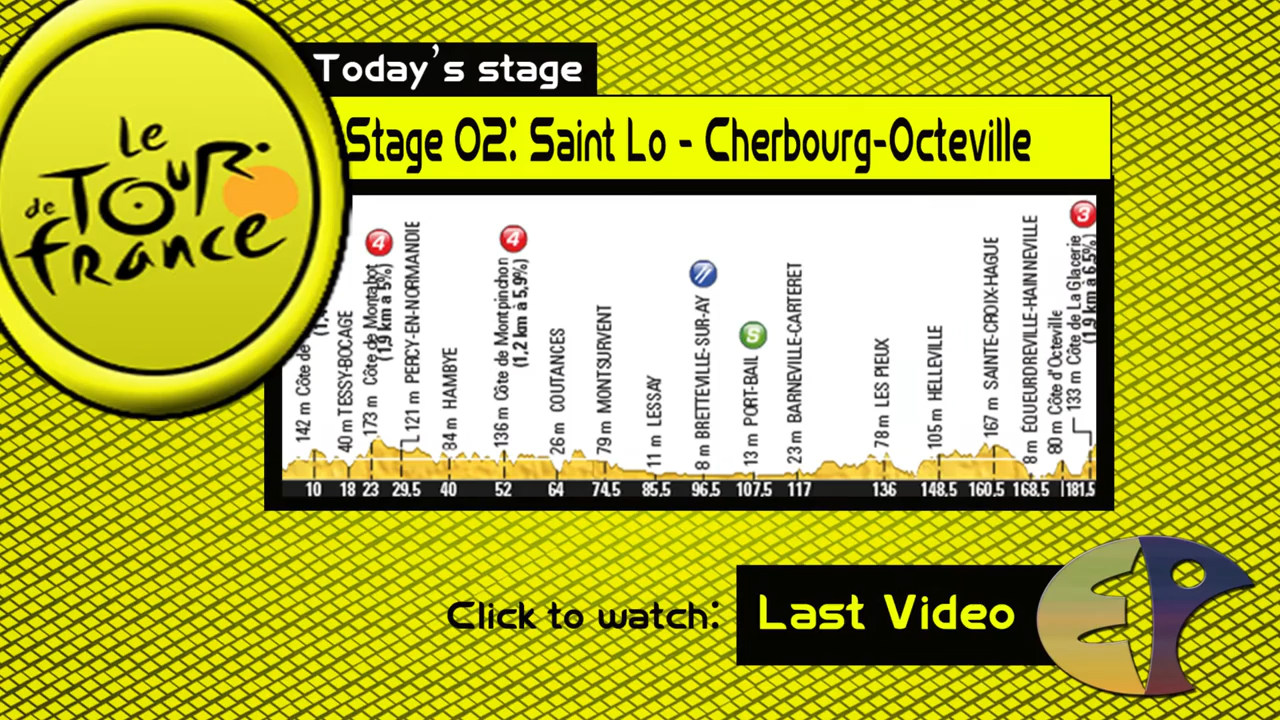 Le
TOUR
de
FRANCE
Today's stage
Stage 02: Saint Lo - Cherbourg-Octeville
142 m Côte de
40 m TESSY-BOCAGE
4
173 m Côte de Montabot
(1,9 km à 5%)
121 m PERCY-EN-NORMANDIE
84 m HAMBYE
4
136 m Côte de Montpinchon
(1,2 km à 5,9%)
26 m COUTANCES
79 m MONTSURVENT
11 m LESSAY
8 m BRETTEVILLE-SUR-AY
S
13 m PORT-BAIL
23 m BARNEVILLE-CARTERET
78 m LES PIEUX
105 m HELLEVILLE
167 m SAINTE-CROIX-HAGUE
8 m ÉQUEURDREVILLE-HAINNEVILLE
80 m Côte d'Octeville
3
133 m Côte de La Glacerie
(1,9 km à 6,5%)
10 18 23 29.5 40 52 64 74.5 85.5 96.5 107.5 117 136 148.5 160.5 168.5 181.5
Click to watch: Last Video
EP